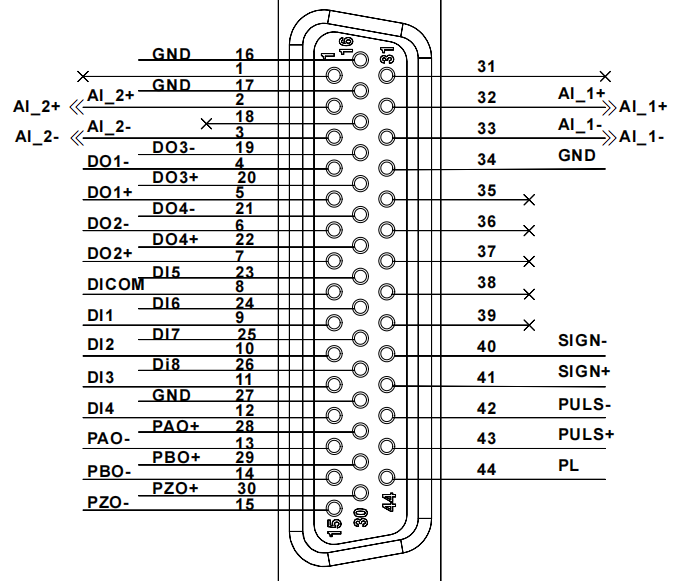 GND 16
1
GND 17
AI_2+ AI_2+ 2
18
AI_2- AI_2- 3
DO3- 19
DO1- 4
DO3+ 20
DO1+ 5
DO4- 21
DO2- 6
DO4+ 22
DO2+ 7
DI5 23
DICOM 8
DI6 24
DI1 9
DI7 25
DI2 10
Di8 26
DI3 11
GND 27
DI4 12
PAO+ 28
PAO- 13
PBO+ 29
PBO- 14
PZO+ 30
PZO- 15
1 16 31
15 30 44
31
32 AI_1+ AI_1+
33 AI_1- AI_1-
34 GND
35
36
37
38
39
40 SIGN-
41 SIGN+
42 PULS-
43 PULS+
44 PL